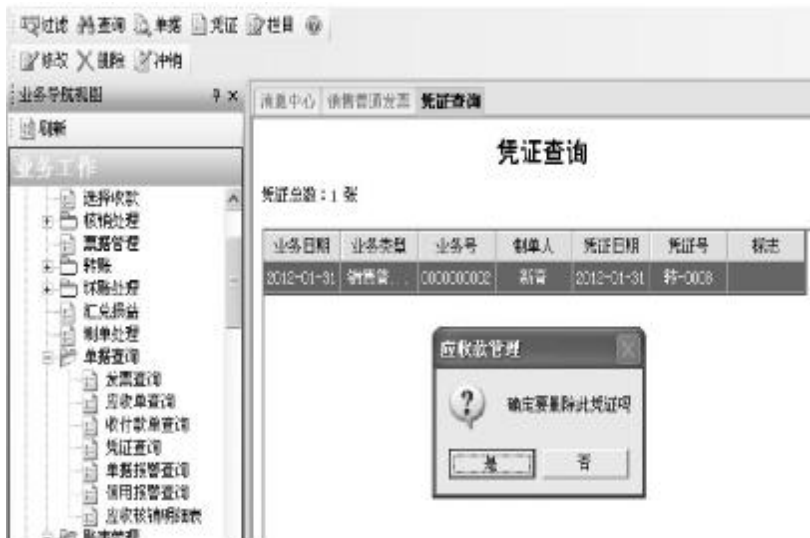 过滤 查询 单据 凭证 栏目
修改 删除 冲销
业务导航视图
消息中心 销售普通发票 凭证查询
刷新
业务工作
凭证查询
选择收款
核销处理
票据管理
转账
坏账处理
汇兑损益
制单处理
单据查询
发票查询
应收单查询
收付款单查询
凭证查询
单据报警查询
信用报警查询
应收核销明细表
账表管理
凭证总数：1 张
业务日期 业务类型 业务号 制单人 凭证日期 凭证号 标志
2012-01-31 销售普... 0000000002 2012-01-31 转-0008
应收款管理
确定要删除此凭证吗
是 否